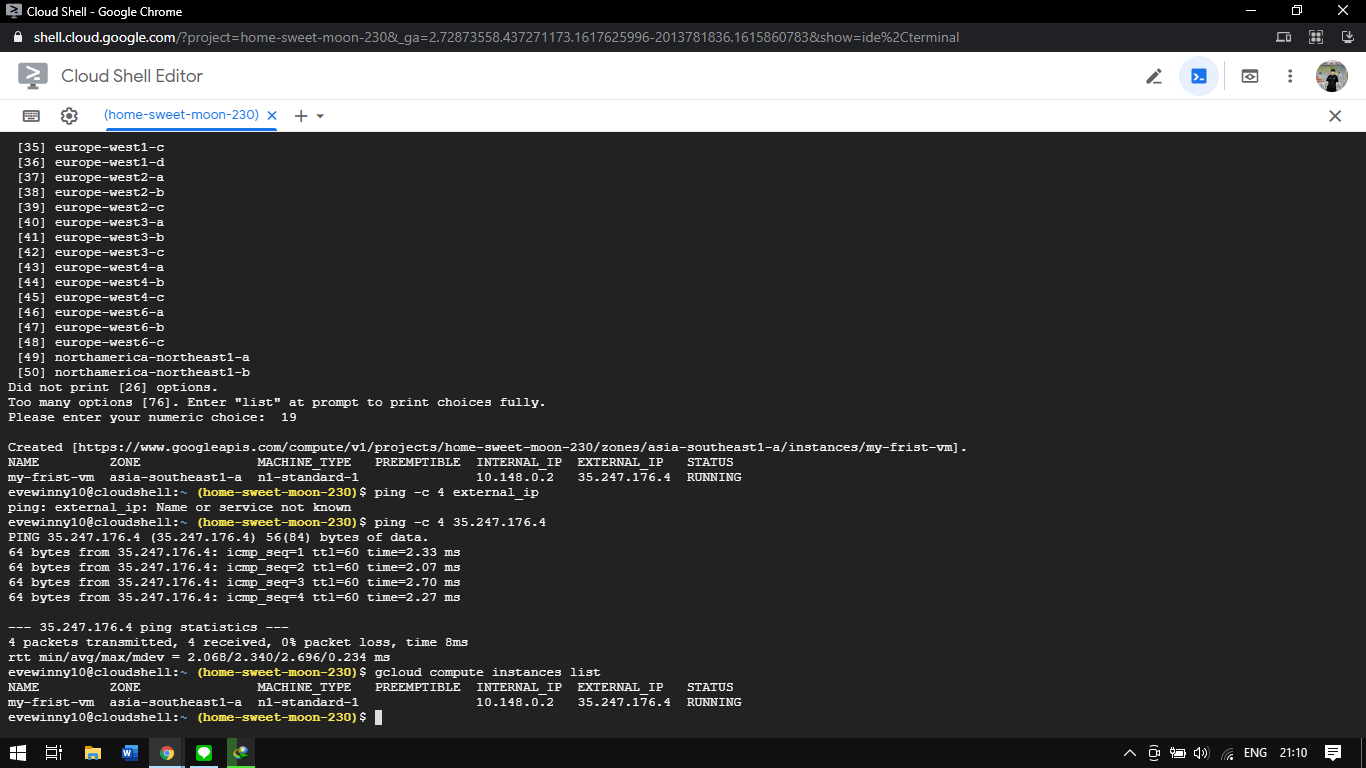 Cloud Shell - Google Chrome
shell.cloud.google.com/?project=home-sweet-moon-230&_ga=2.72873558.437271173.1617625996-2013781836.1615860783&show=ide%2Cterminal
Cloud Shell Editor
(home-sweet-moon-230)
[35] europe-west1-c
[36] europe-west1-d
[37] europe-west2-a
[38] europe-west2-b
[39] europe-west2-c
[40] europe-west3-a
[41] europe-west3-b
[42] europe-west3-c
[43] europe-west4-a
[44] europe-west4-b
[45] europe-west4-c
[46] europe-west6-a
[47] europe-west6-b
[48] europe-west6-c
[49] northamerica-northeast1-a
[50] northamerica-northeast1-b
Did not print [26] options.
Too many options [76]. Enter "list" at prompt to print choices fully.
Please enter your numeric choice:  19
Created [https://www.googleapis.com/compute/v1/projects/home-sweet-moon-230/zones/asia-southeast1-a/instances/my-frist-vm].
NAME ZONE MACHINE_TYPE PREEMPTIBLE INTERNAL_IP EXTERNAL_IP STATUS
my-frist-vm asia-southeast1-a n1-standard-1 10.148.0.2 35.247.176.4 RUNNING
evewinny10@cloudshell:~ (home-sweet-moon-230)$ ping -c 4 external_ip
ping: external_ip: Name or service not known
evewinny10@cloudshell:~ (home-sweet-moon-230)$ ping -c 4 35.247.176.4
PING 35.247.176.4 (35.247.176.4) 56(84) bytes of data.
64 bytes from 35.247.176.4: icmp_seq=1 ttl=60 time=2.33 ms
64 bytes from 35.247.176.4: icmp_seq=2 ttl=60 time=2.07 ms
64 bytes from 35.247.176.4: icmp_seq=3 ttl=60 time=2.70 ms
64 bytes from 35.247.176.4: icmp_seq=4 ttl=60 time=2.27 ms
--- 35.247.176.4 ping statistics ---
4 packets transmitted, 4 received, 0% packet loss, time 8ms
rtt min/avg/max/mdev = 2.068/2.340/2.696/0.234 ms
evewinny10@cloudshell:~ (home-sweet-moon-230)$ gcloud compute instances list
NAME ZONE MACHINE_TYPE PREEMPTIBLE INTERNAL_IP EXTERNAL_IP STATUS
my-frist-vm asia-southeast1-a n1-standard-1 10.148.0.2 35.247.176.4 RUNNING
evewinny10@cloudshell:~ (home-sweet-moon-230)$
ENG 21:10